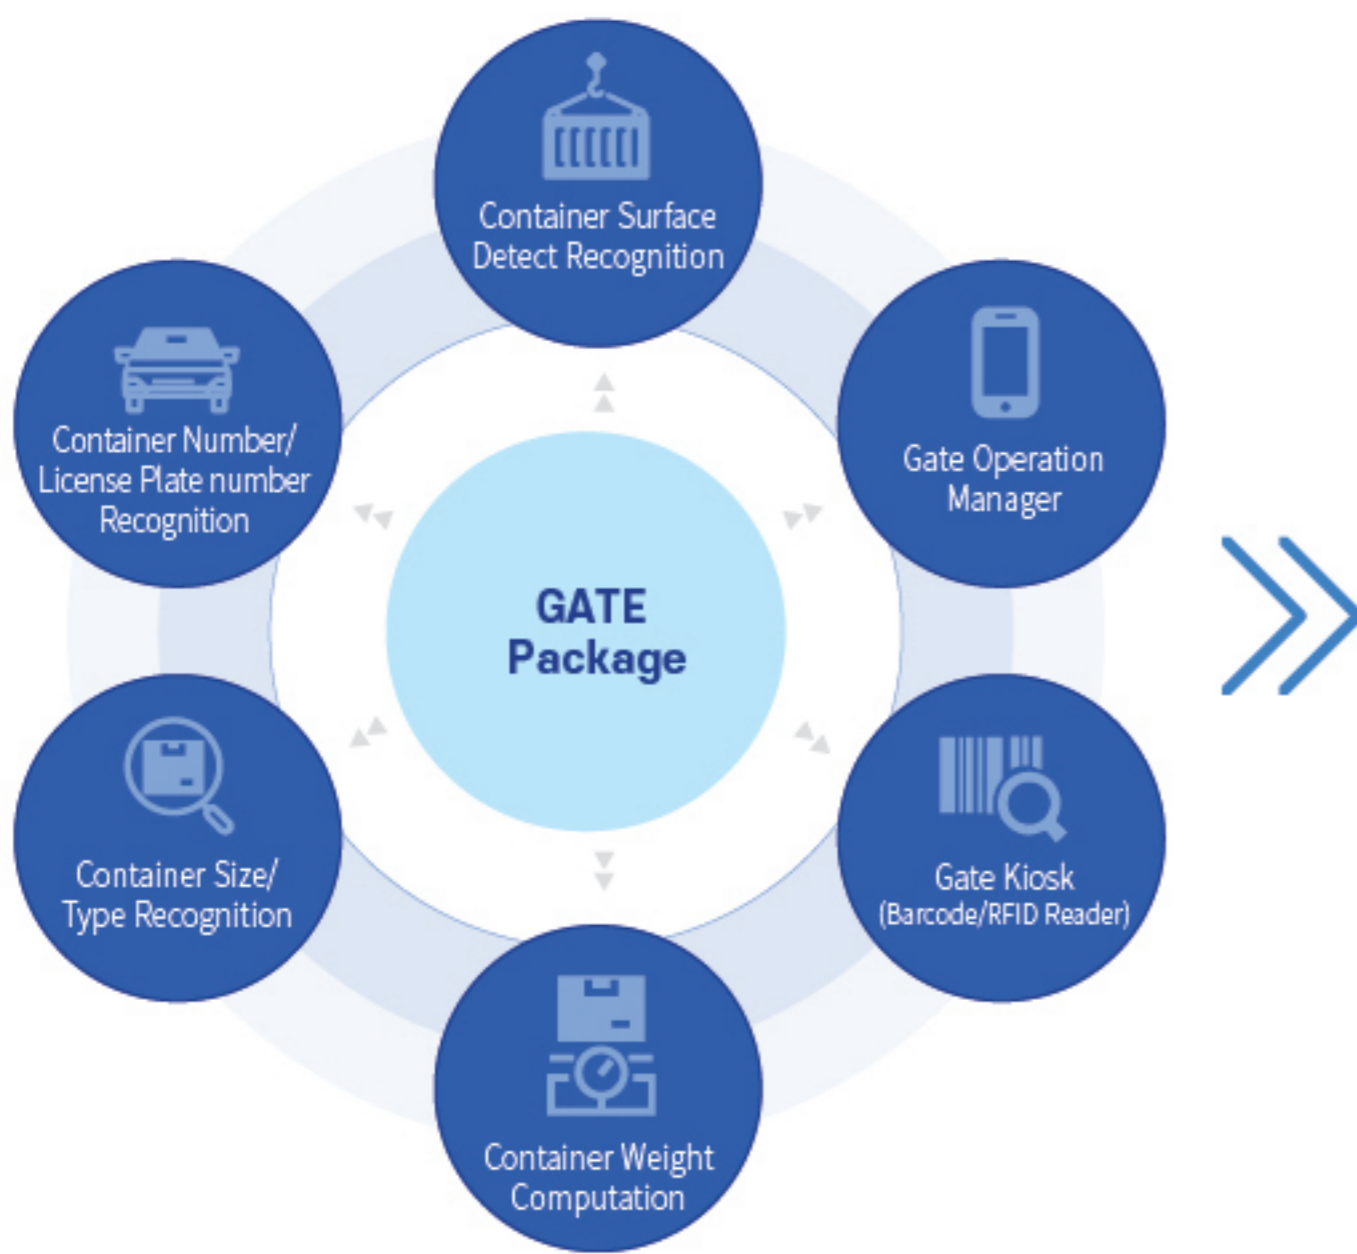 Container Surface
Detect Recognition
Container Number/
License Plate number
Recognition
Gate Operation
Manager
GATE
Package
Container Size/
Type Recognition
Gate Kiosk
(Barcode/RFID Reader)
Container Weight
Computation